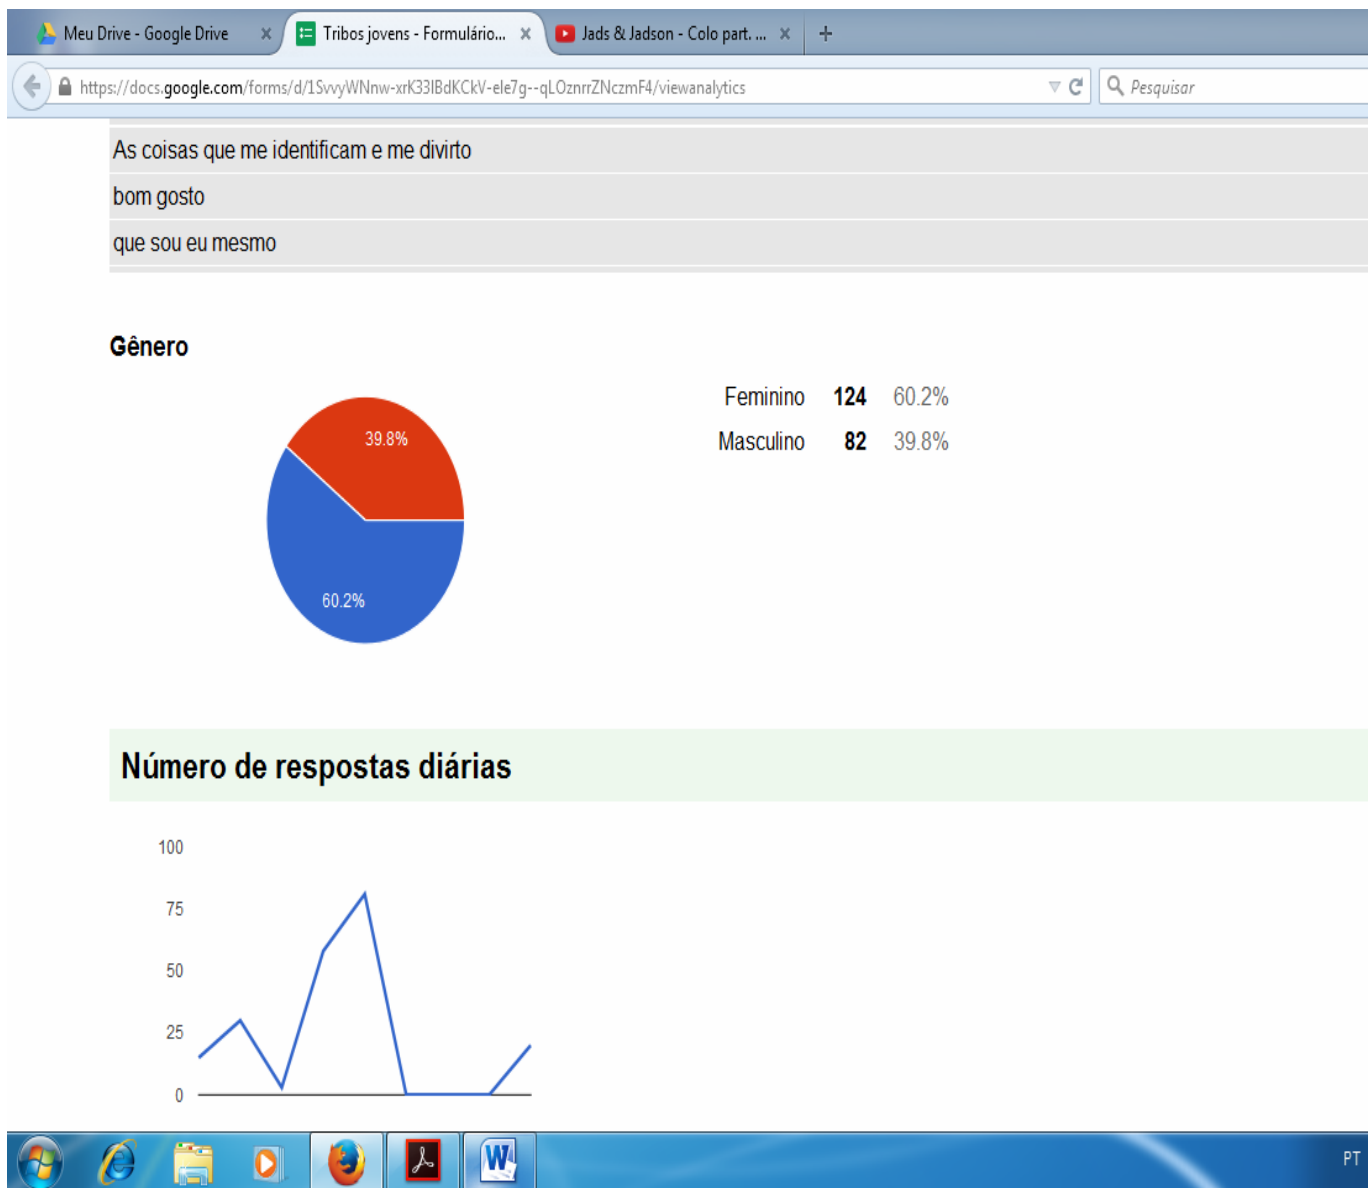 Meu Drive - Google Drive
Tribos jovens - Formulário...
Jads & Jadson - Colo part. ...
https://docs.google.com/forms/d/1SvvyWNnw-xrK33IBdKCkV-ele7g--qLOznrrZNczmF4/viewanalytics
Pesquisar
As coisas que me identificam e me divirto
bom gosto
que sou eu mesmo
Gênero
Feminino 124 60.2%
Masculino 82 39.8%
39.8%
60.2%
Número de respostas diárias
100
75
50
25
0
PT